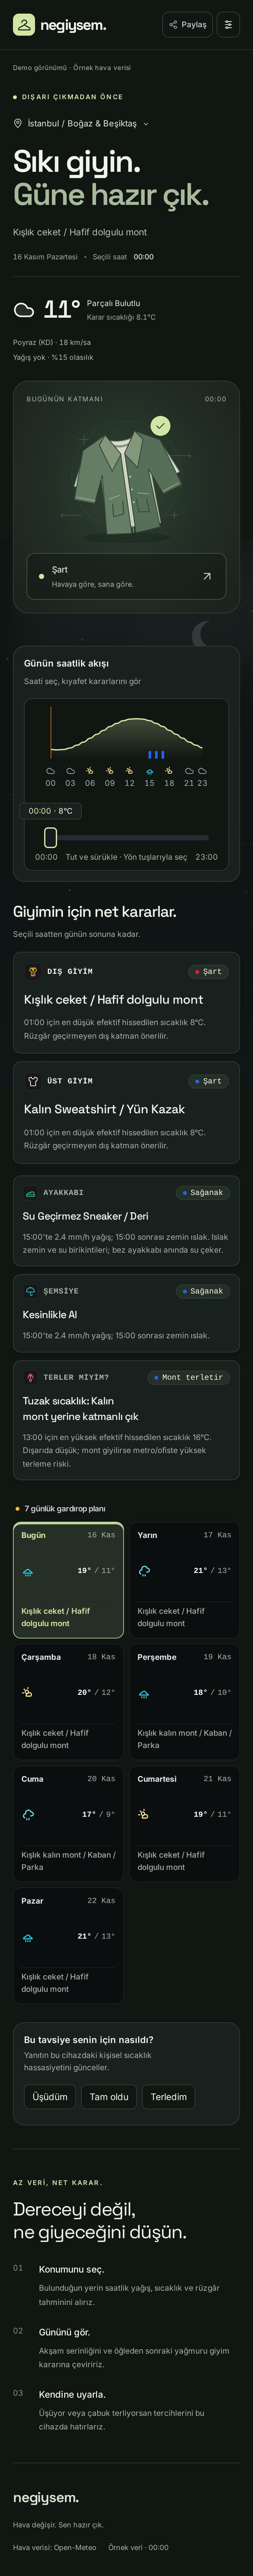 negiysem.
Paylaş
Demo görünümü · Örnek hava verisi
DIŞARI ÇIKMADAN ÖNCE
İstanbul / Boğaz & Beşiktaş
Sıkı giyin.
Güne hazır çık.
Kışlık ceket / Hafif dolgulu mont
16 Kasım Pazartesi • Seçili saat 00:00
11°
Parçalı Bulutlu
Karar sıcaklığı 8.1°C
Poyraz (KD) · 18 km/sa
Yağış yok · %15 olasılık
BUGÜNÜN KATMANI 00:00
Şart
Havaya göre, sana göre.
Günün saatlik akışı
Saati seç, kıyafet kararlarını gör
00 03 06 09 12 15 18 21 23
00:00 · 8°C
00:00 Tut ve sürükle · Yön tuşlarıyla seç 23:00
Giyimin için net kararlar.
Seçili saatten günün sonuna kadar.
DIŞ GİYİM Şart
Kışlık ceket / Hafif dolgulu mont
01:00 için en düşük efektif hissedilen sıcaklık 8°C.
Rüzgâr geçirmeyen dış katman önerilir.
ÜST GİYİM Şart
Kalın Sweatshirt / Yün Kazak
01:00 için en düşük efektif hissedilen sıcaklık 8°C.
Rüzgâr geçirmeyen dış katman önerilir.
AYAKKABI Sağanak
Su Geçirmez Sneaker / Deri
15:00'te 2.4 mm/h yağış; 15:00 sonrası zemin ıslak. Islak
zemin ve su birikintileri; bez ayakkabı anında su çeker.
ŞEMSİYE Sağanak
Kesinlikle Al
15:00'te 2.4 mm/h yağış; 15:00 sonrası zemin ıslak.
TERLER MİYİM? Mont terletir
Tuzak sıcaklık: Kalın
mont yerine katmanlı çık
13:00 için en yüksek efektif hissedilen sıcaklık 16°C.
Dışarıda düşük; mont giyilirse metro/ofiste yüksek
terleme riski.
7 günlük gardırop planı
Bugün 16 Kas
19° / 11°
Kışlık ceket / Hafif
dolgulu mont
Yarın 17 Kas
21° / 13°
Kışlık ceket / Hafif
dolgulu mont
Çarşamba 18 Kas
20° / 12°
Kışlık ceket / Hafif
dolgulu mont
Perşembe 19 Kas
18° / 10°
Kışlık kalın mont / Kaban /
Parka
Cuma 20 Kas
17° / 9°
Kışlık kalın mont / Kaban /
Parka
Cumartesi 21 Kas
19° / 11°
Kışlık ceket / Hafif
dolgulu mont
Pazar 22 Kas
21° / 13°
Kışlık ceket / Hafif
dolgulu mont
Bu tavsiye senin için nasıldı?
Yanıtın bu cihazdaki kişisel sıcaklık
hassasiyetini günceller.
Üşüdüm Tam oldu Terledim
AZ VERİ, NET KARAR.
Dereceyi değil,
ne giyeceğini düşün.
01 Konumunu seç.
Bulunduğun yerin saatlik yağış, sıcaklık ve rüzgâr
tahminini alırız.
02 Gününü gör.
Akşam serinliğini ve öğleden sonraki yağmuru giyim
kararına çeviririz.
03 Kendine uyarla.
Üşüyor veya çabuk terliyorsan tercihlerini bu
cihazda hatırlarız.
negiysem.
Hava değişir. Sen hazır çık.
Hava verisi: Open-Meteo Örnek veri · 00:00